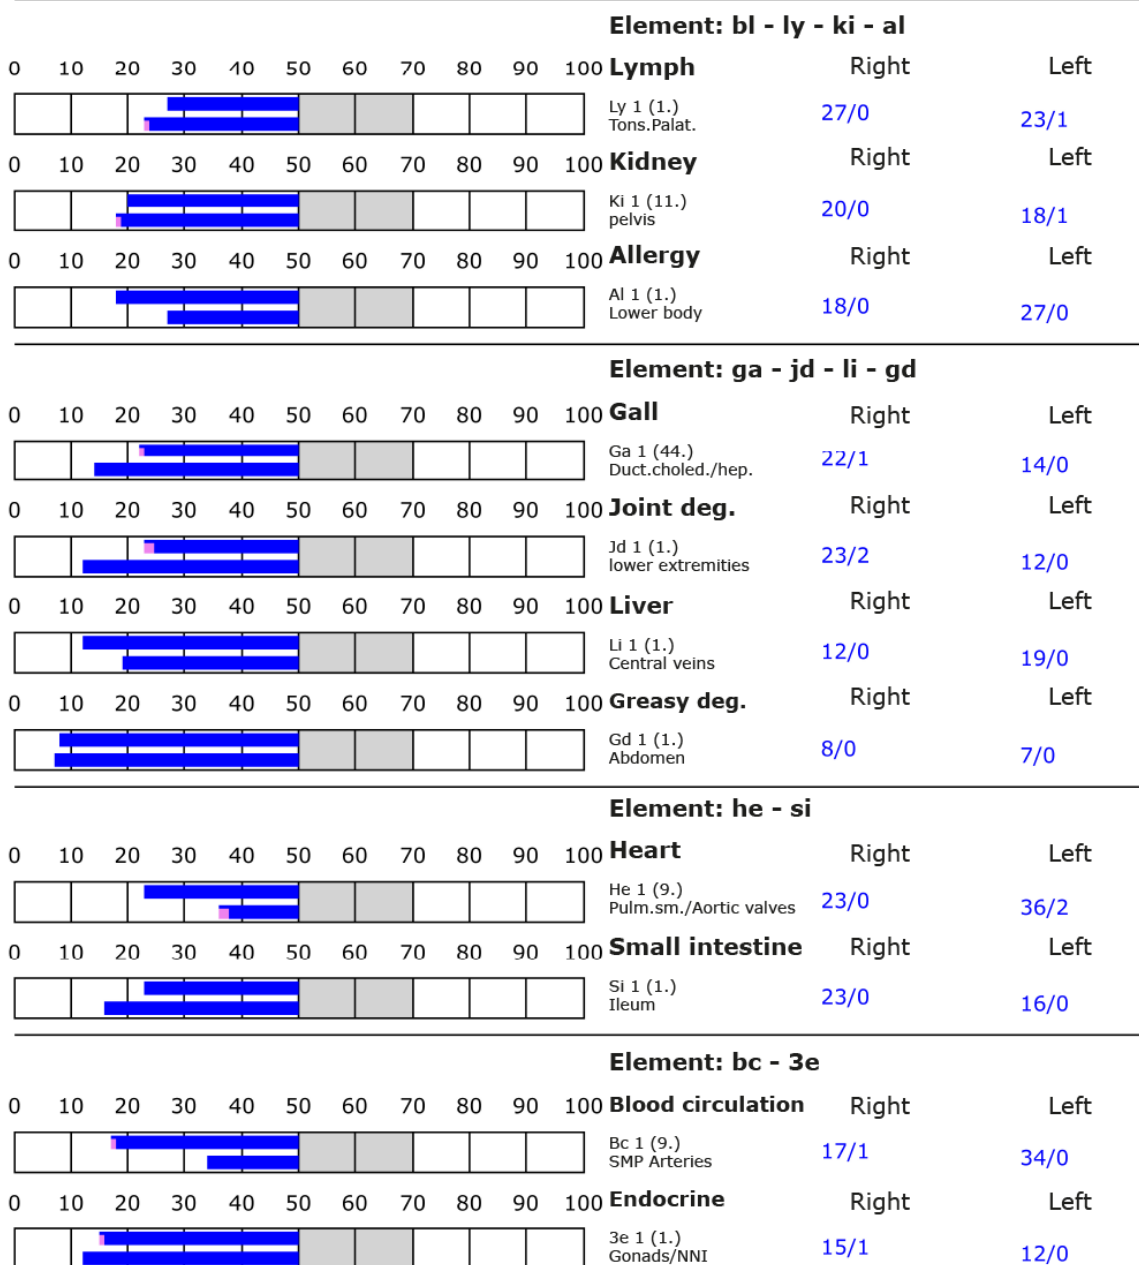 Element: bl - ly - ki - al
0 10 20 30 40 50 60 70 80 90 100 Lymph Right Left
Ly 1 (1.) 27/0 23/1
Tons.Palat.
0 10 20 30 40 50 60 70 80 90 100 Kidney Right Left
Ki 1 (11.) 20/0 18/1
pelvis
0 10 20 30 40 50 60 70 80 90 100 Allergy Right Left
Al 1 (1.) 18/0 27/0
Lower body
Element: ga - jd - li - gd
0 10 20 30 40 50 60 70 80 90 100 Gall Right Left
Ga 1 (44.) 22/1 14/0
Duct.choled./hep.
0 10 20 30 40 50 60 70 80 90 100 Joint deg. Right Left
Jd 1 (1.) 23/2 12/0
lower extremities
0 10 20 30 40 50 60 70 80 90 100 Liver Right Left
Li 1 (1.) 12/0 19/0
Central veins
0 10 20 30 40 50 60 70 80 90 100 Greasy deg. Right Left
Gd 1 (1.) 8/0 7/0
Abdomen
Element: he - si
0 10 20 30 40 50 60 70 80 90 100 Heart Right Left
He 1 (9.) 23/0 36/2
Pulm.sm./Aortic valves
0 10 20 30 40 50 60 70 80 90 100 Small intestine Right Left
Si 1 (1.) 23/0 16/0
Ileum
Element: bc - 3e
0 10 20 30 40 50 60 70 80 90 100 Blood circulation Right Left
Bc 1 (9.) 17/1 34/0
SMP Arteries
0 10 20 30 40 50 60 70 80 90 100 Endocrine Right Left
3e 1 (1.) 15/1 12/0
Gonads/NNI